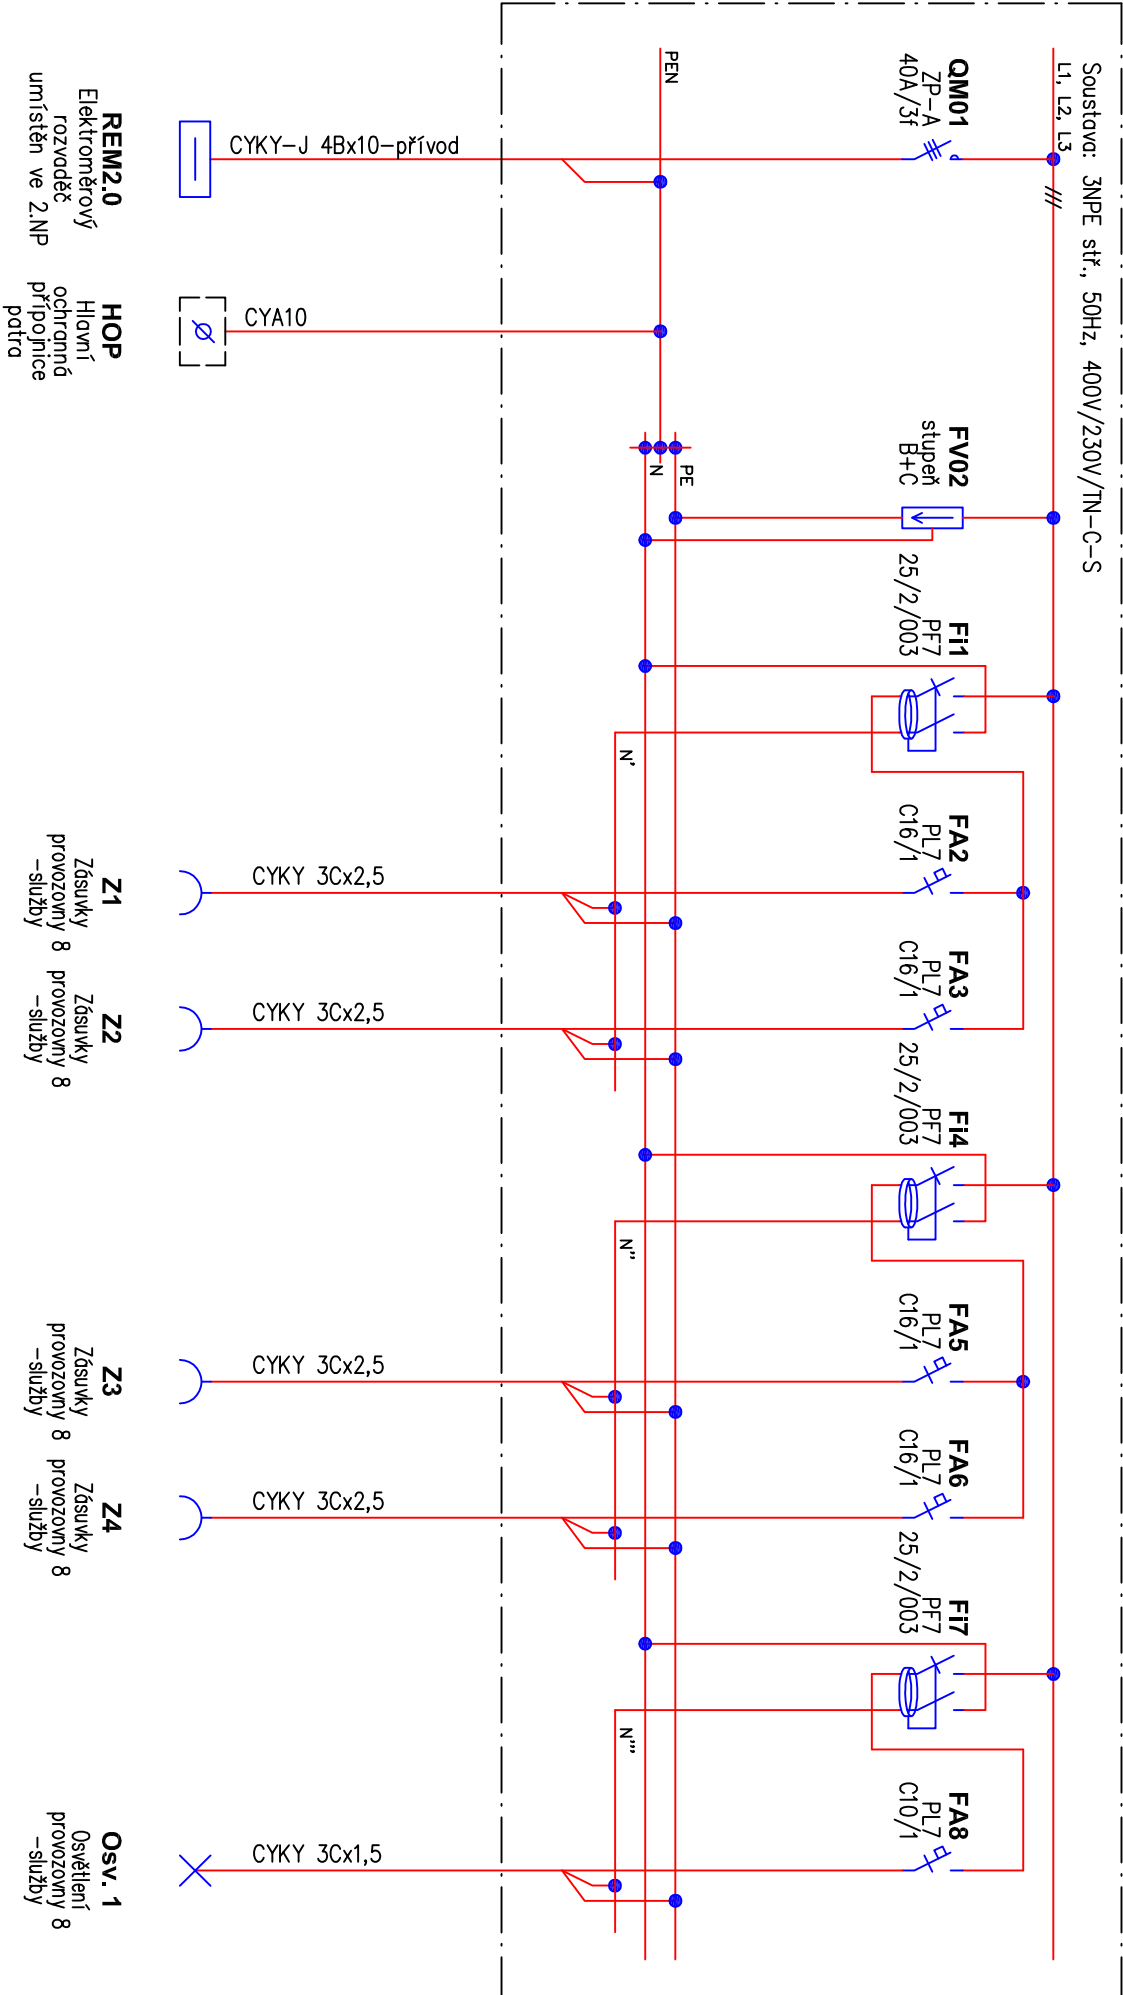 Soustava: 3NPE stř., 50Hz, 400V/230V/TN-C-S
L1, L2, L3
QM01
ZP-A
40A/3f
FV02
stupeň
B+C
Fi1
PF7
25/2/003
FA2
PL7
C16/1
FA3
PL7
C16/1
Fi4
PF7
25/2/003
FA5
PL7
C16/1
FA6
PL7
C16/1
Fi7
PF7
25/2/003
FA8
PL7
C10/1
PEN
PE
N
N'
N''
N'''
CYKY-J 4Bx10-přívod
CYA10
CYKY 3Cx2,5
CYKY 3Cx2,5
CYKY 3Cx2,5
CYKY 3Cx2,5
CYKY 3Cx1,5
REM2.0
Elektroměrový
rozvaděč
umístěn ve 2.NP
HOP
Hlavní
ochranná
přípojnice
patra
Z1
Zásuvky
provozovny 8
-služby
Z2
Zásuvky
provozovny 8
-služby
Z3
Zásuvky
provozovny 8
-služby
Z4
Zásuvky
provozovny 8
-služby
Osv. 1
Osvětlení
provozovny 8
-služby